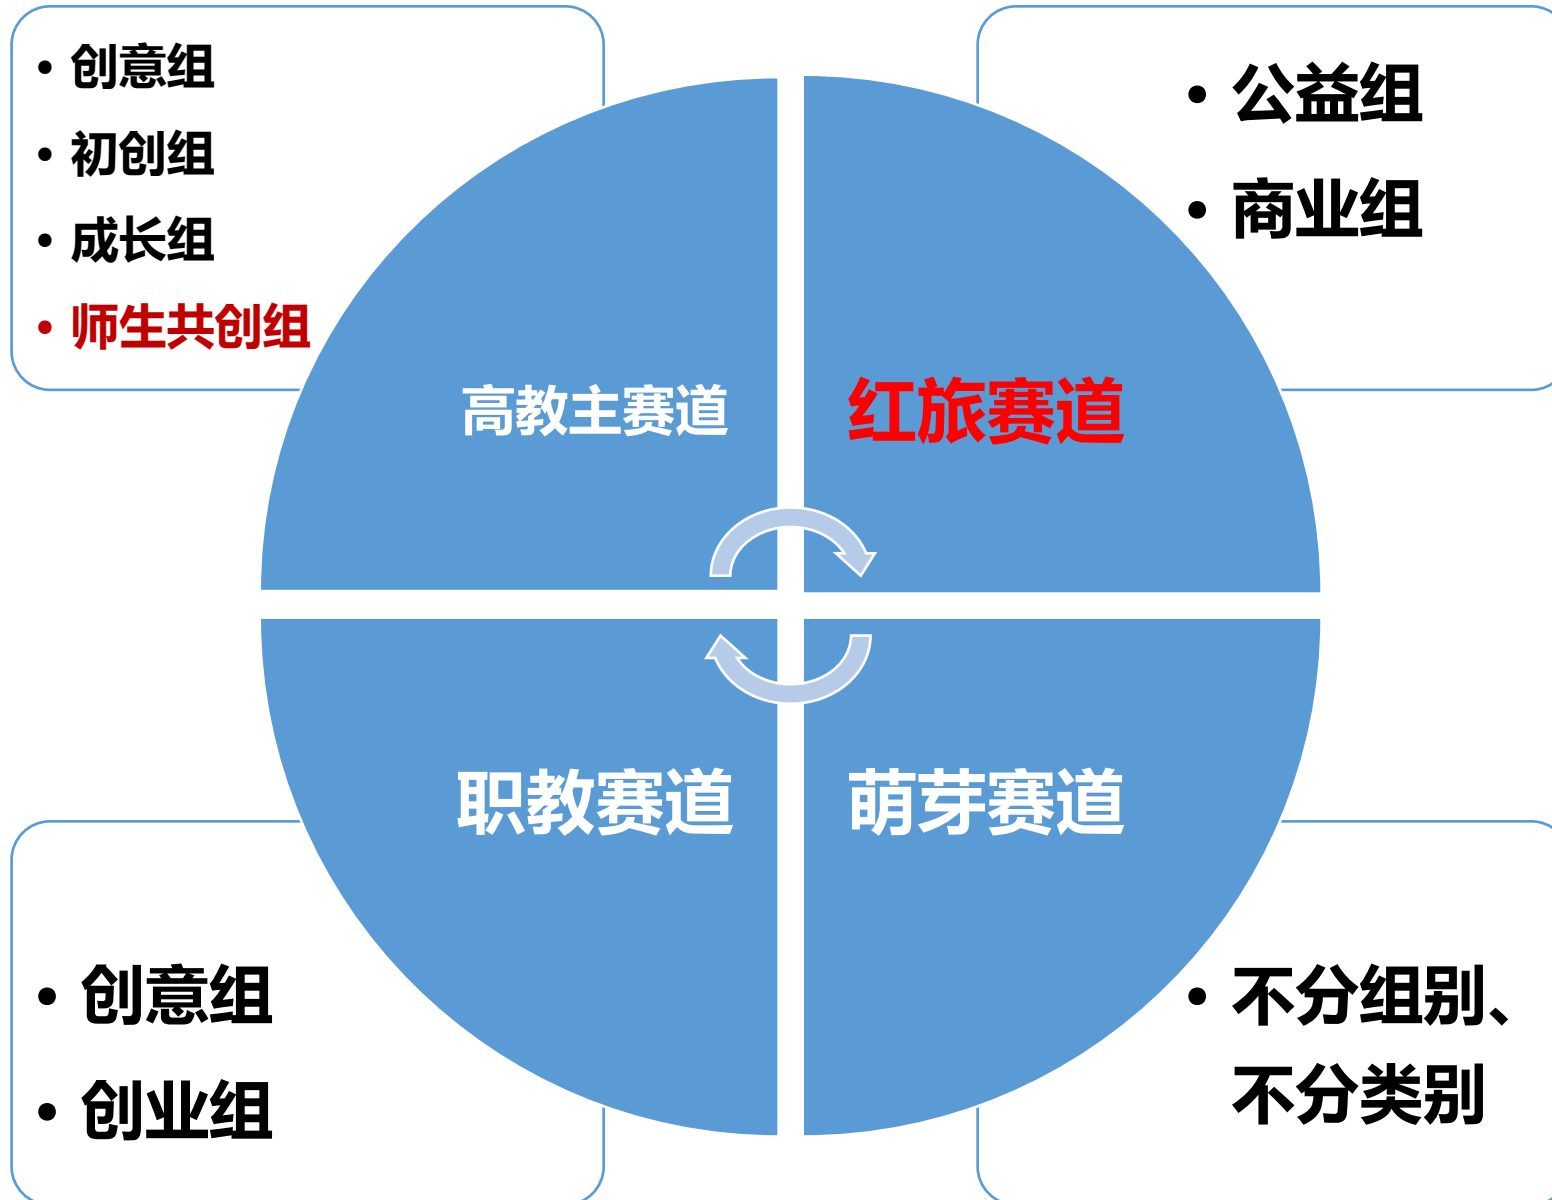 • 创意组
• 初创组
• 成长组
• 师生共创组
• 公益组
• 商业组
高教主赛道
红旅赛道
职教赛道
萌芽赛道
• 创意组
• 创业组
• 不分组别、
不分类别